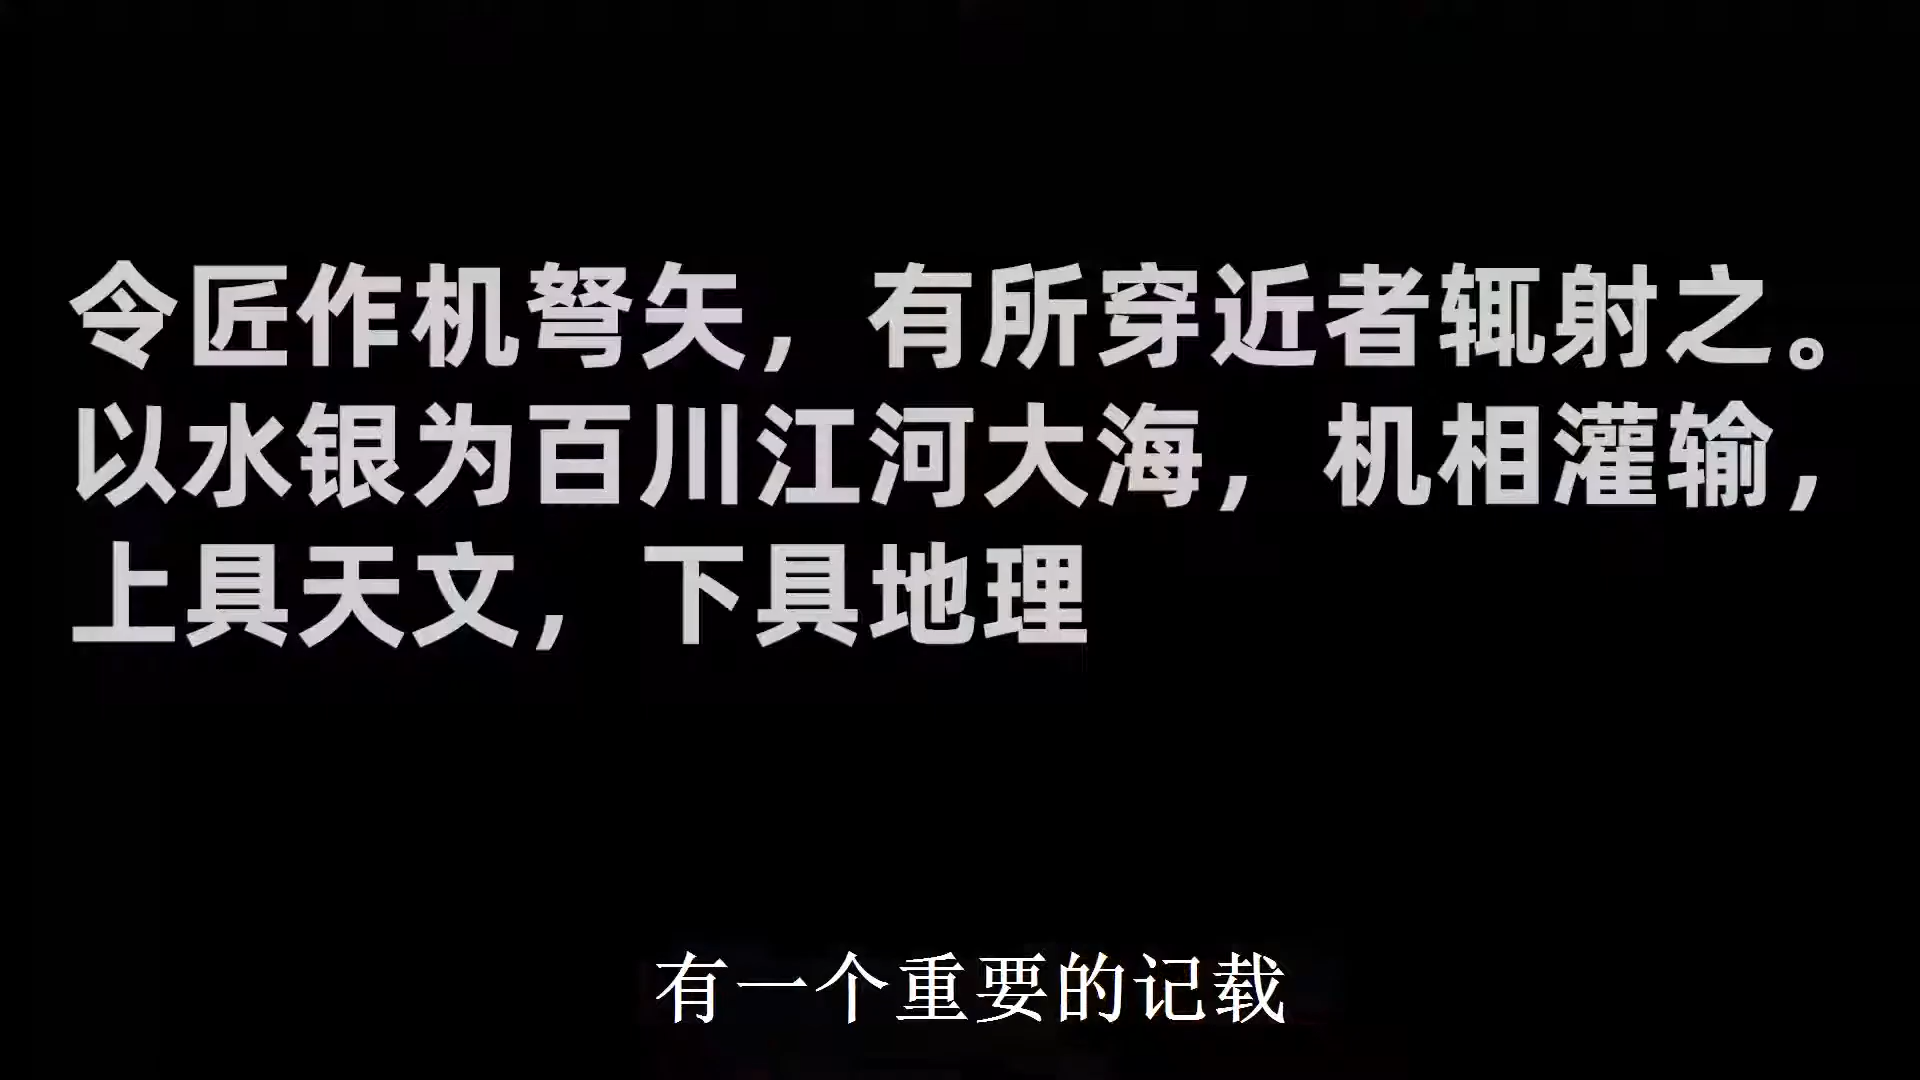 令匠作机弩矢，有所穿近者辄射之。
以水银为百川江河大海，机相灌输，
上具天文，下具地理
有一个重要的记载